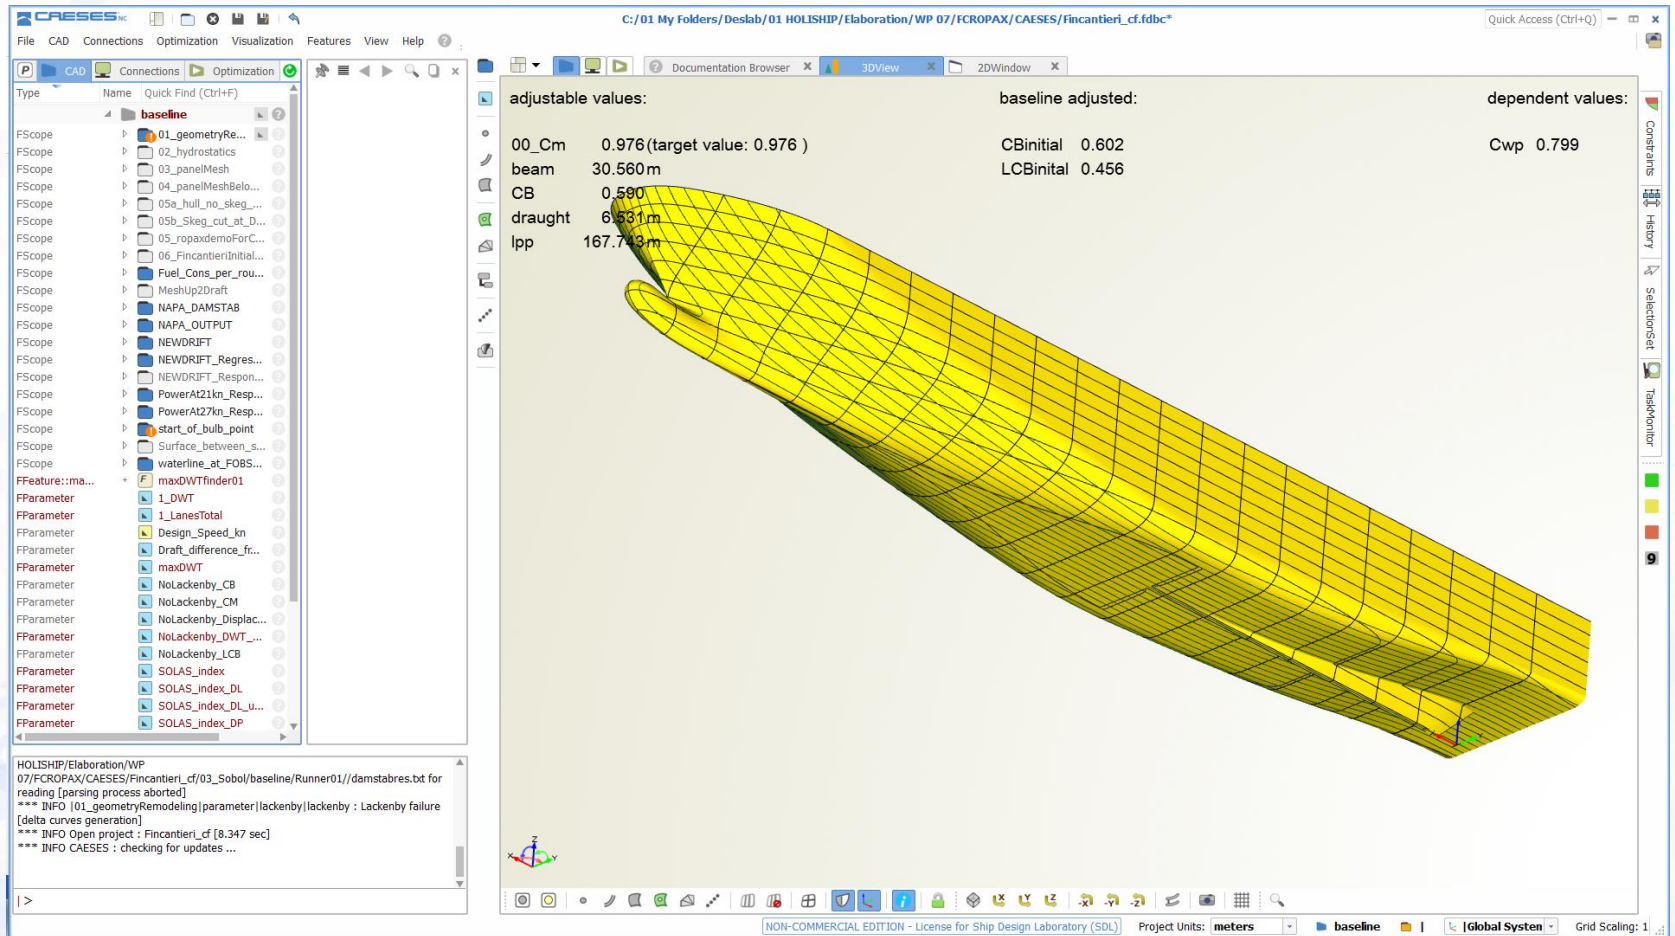 CAESES NC
C:/01 My Folders/Deslab/01 HOLISHIP/Elaboration/WP 07/FCROPAX/CAESES/Fincantieri_cf.fdbc*
Quick Access (Ctrl+Q)
File CAD Connections Optimization Visualization Features View Help
P CAD Connections Optimization
Documentation Browser
3DView
2DWindow
Type Name Quick Find (Ctrl+F)
baseline
FScope 01_geometryRe...
FScope 02_hydrostatics
FScope 03_panelMesh
FScope 04_panelMeshBelo...
FScope 05a_hull_no_skeg_...
FScope 05b_Skeg_cut_at_D...
FScope 05_ropaxdemoForC...
FScope 06_FincantieriInitial...
FScope Fuel_Cons_per_rou...
FScope MeshUp2Draft
FScope NAPA_DAMSTAB
FScope NAPA_OUTPUT
FScope NEWDRIFT
FScope NEWDRIFT_Regres...
FScope NEWDRIFT_Respon...
FScope PowerAt21kn_Resp...
FScope PowerAt27kn_Resp...
FScope start_of_bulb_point
FScope Surface_between_s...
FScope waterline_at_FOBS...
FFeature::ma... F maxDWTfinder01
FParameter 1_DWT
FParameter 1_LanesTotal
FParameter Design_Speed_kn
FParameter Draft_difference_fr...
FParameter maxDWT
FParameter NoLackenby_CB
FParameter NoLackenby_CM
FParameter NoLackenby_Displac...
FParameter NoLackenby_DWT_...
FParameter NoLackenby_LCB
FParameter SOLAS_index
FParameter SOLAS_index_DL
FParameter SOLAS_index_DL_u...
FParameter SOLAS_index_DP
HOLISHIP/Elaboration/WP
07/FCROPAX/CAESES/Fincantieri_cf/03_Sobol/baseline/Runner01//damstabres.txt for
reading [parsing process aborted]
*** INFO |01_geometryRemodeling|parameter|lackenby|lackenby : Lackenby failure
[delta curves generation]
*** INFO Open project : Fincantieri_cf [8.347 sec]
*** INFO CAESES : checking for updates ...
| >
adjustable values:
00_Cm 0.976(target value: 0.976 )
beam 30.560m
CB 0.590
draught 6.531m
lpp 167.743m
baseline adjusted:
CBinitial 0.602
LCBinital 0.456
dependent values:
Cwp 0.799
Constraints
History
SelectionSet
TaskMonitor
9
Z
X
Y
NON-COMMERCIAL EDITION - License for Ship Design Laboratory (SDL)
Project Units: meters
baseline
|Global System
Grid Scaling: 1